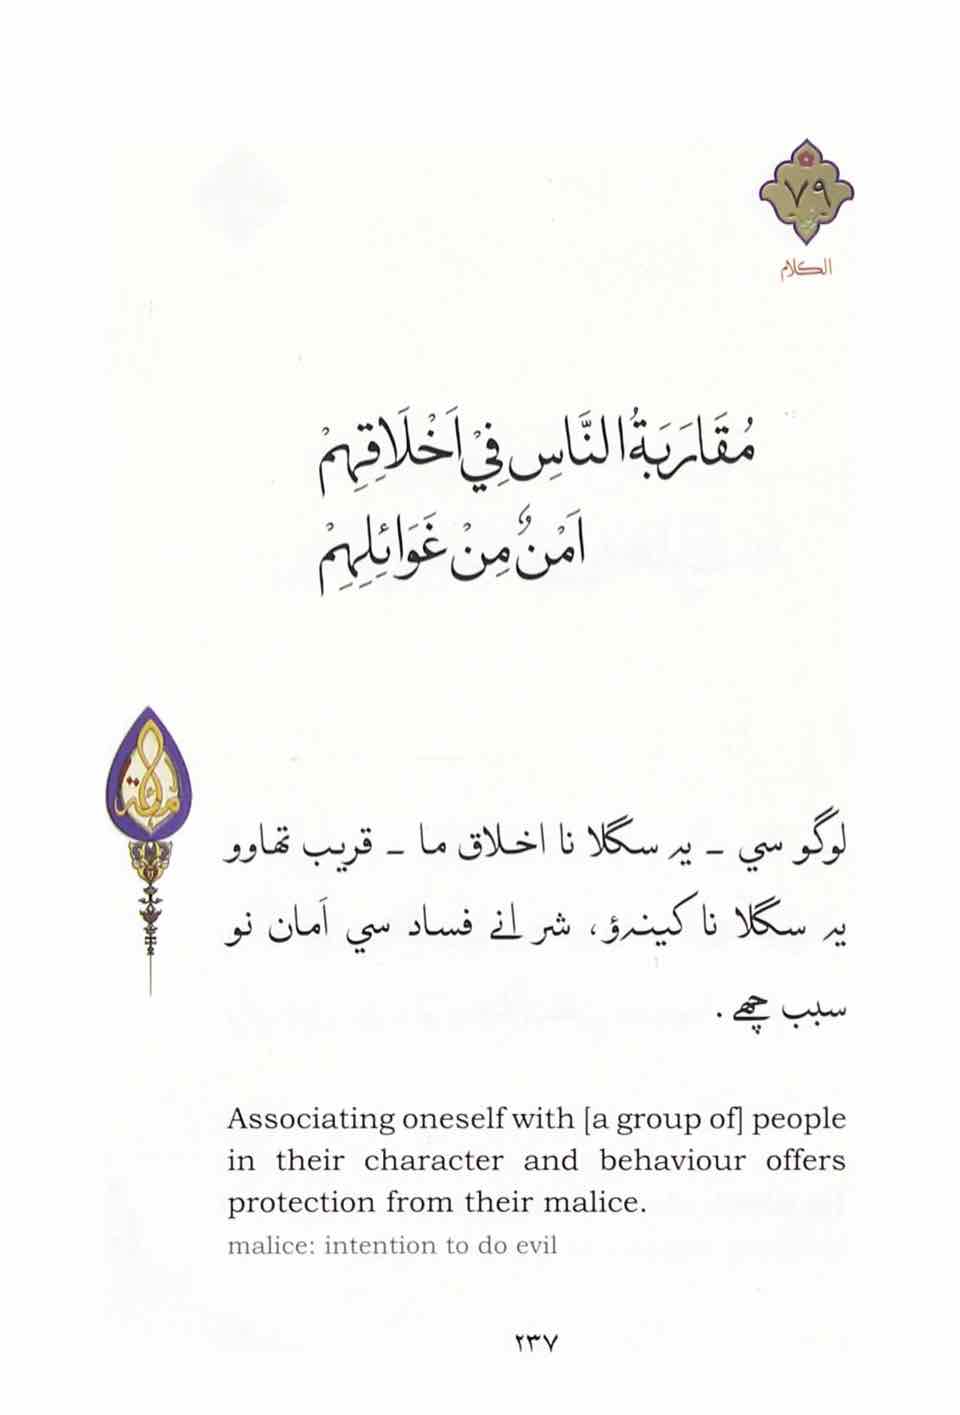 ٧٩
الكلام
مُقَارَبَةُ النَّاسِ فِيْ اَخْلَاقِهِمْ
اَمْنٌ مِنْ غَوَائِلِهِمْ
لوگو سي – يہ سگلا نا اخلاق ما – قريب تھاوو
يہ سگلا نا كينہؤ، شر انے فساد سي اَمان نو
سبب چھے .
Associating oneself with [a group of] people
in their character and behaviour offers
protection from their malice.
malice: intention to do evil
٢٣٧